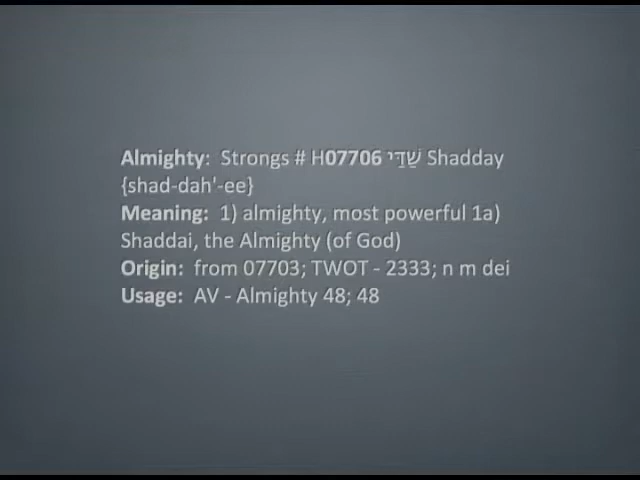 Almighty: Strongs # H07706 שַׁדַּי Shadday
{shad-dah'-ee}
Meaning: 1) almighty, most powerful 1a)
Shaddai, the Almighty (of God)
Origin: from 07703; TWOT - 2333; n m dei
Usage: AV - Almighty 48; 48